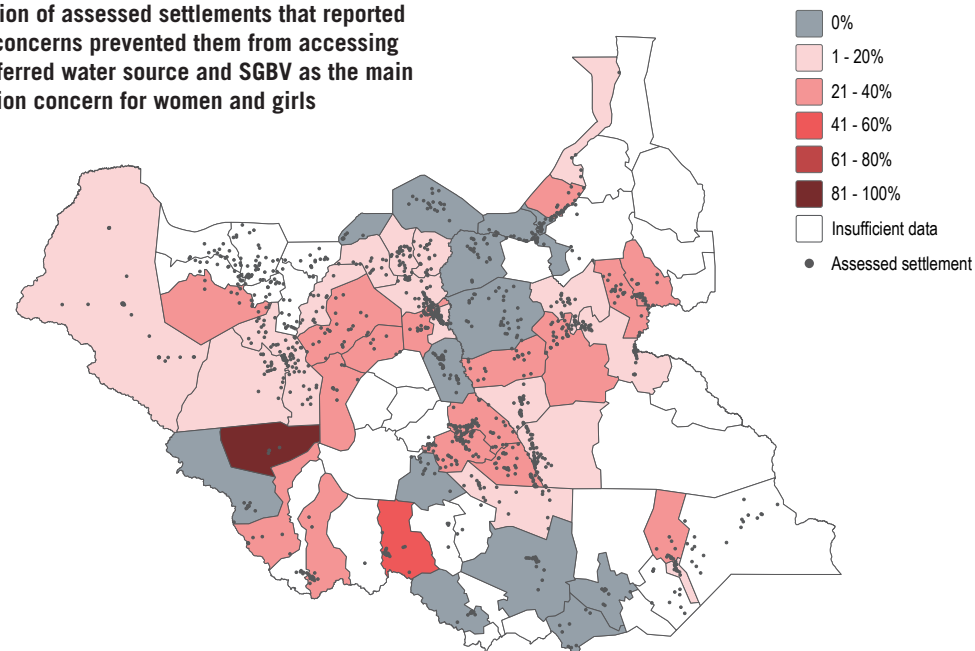 ion of assessed settlements that reported
concerns prevented them from accessing
ferred water source and SGBV as the main
ion concern for women and girls
0%
1 - 20%
21 - 40%
41 - 60%
61 - 80%
81 - 100%
Insufficient data
Assessed settlement